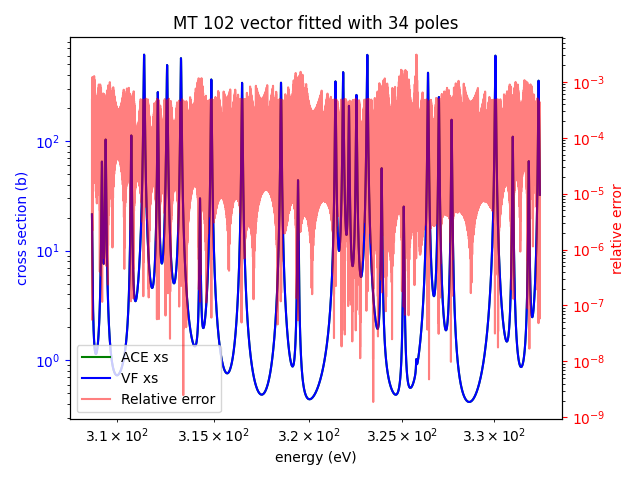 MT 102 vector fitted with 34 poles
cross section (b)
10²
10¹
10⁰
10⁻³
10⁻⁴
10⁻⁵
10⁻⁶
10⁻⁷
10⁻⁸
10⁻⁹
relative error
ACE xs
VF xs
Relative error
3.1 × 10²
3.15 × 10²
3.2 × 10²
3.25 × 10²
3.3 × 10²
energy (eV)